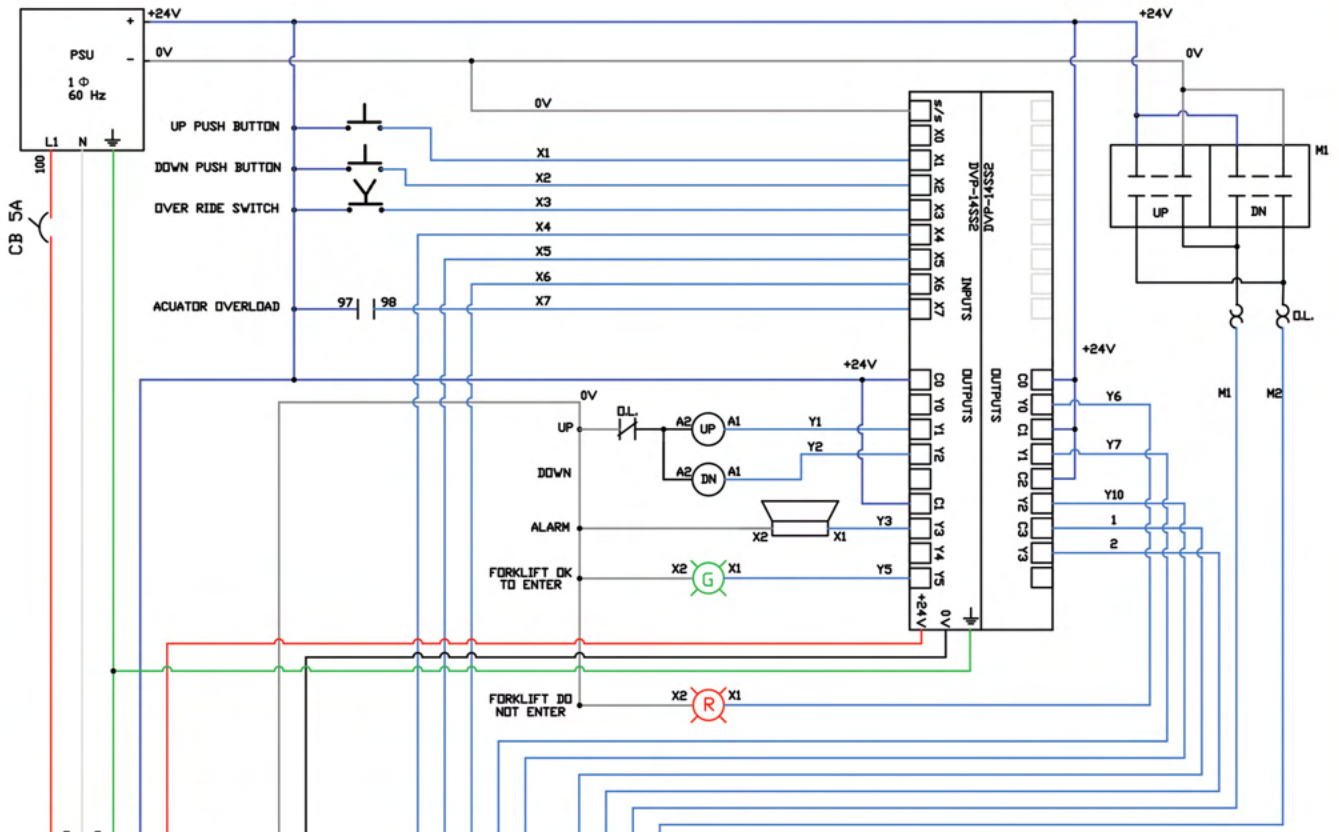 +24V
+24V
+
PSU
0V
-
0V
1 Φ
60 Hz
L1 N
100
CB 5A
UP PUSH BUTTON
DOWN PUSH BUTTON
OVER RIDE SWITCH
ACUATOR OVERLOAD
97
98
0V
X1
X2
X3
X4
X5
X6
X7
S/S
X0
X1
X2
X3
X4
X5
X6
X7
DVP-14SS2
DVP-14SS2
INPUTS
OUTPUTS
OUTPUTS
M1
UP
DN
O.L.
M1
M2
+24V
+24V
C0
Y0
Y1
Y2
C1
Y3
Y4
Y5
+24V
0V
C0
Y0
C1
Y1
C2
Y2
C3
Y3
Y6
Y7
Y10
1
2
0V
UP
O.L.
A2
UP
A1
Y1
DOWN
A2
DN
A1
Y2
ALARM
X2
X1
Y3
FORKLIFT OK
TO ENTER
X2
G
X1
Y5
FORKLIFT DO
NOT ENTER
X2
R
X1